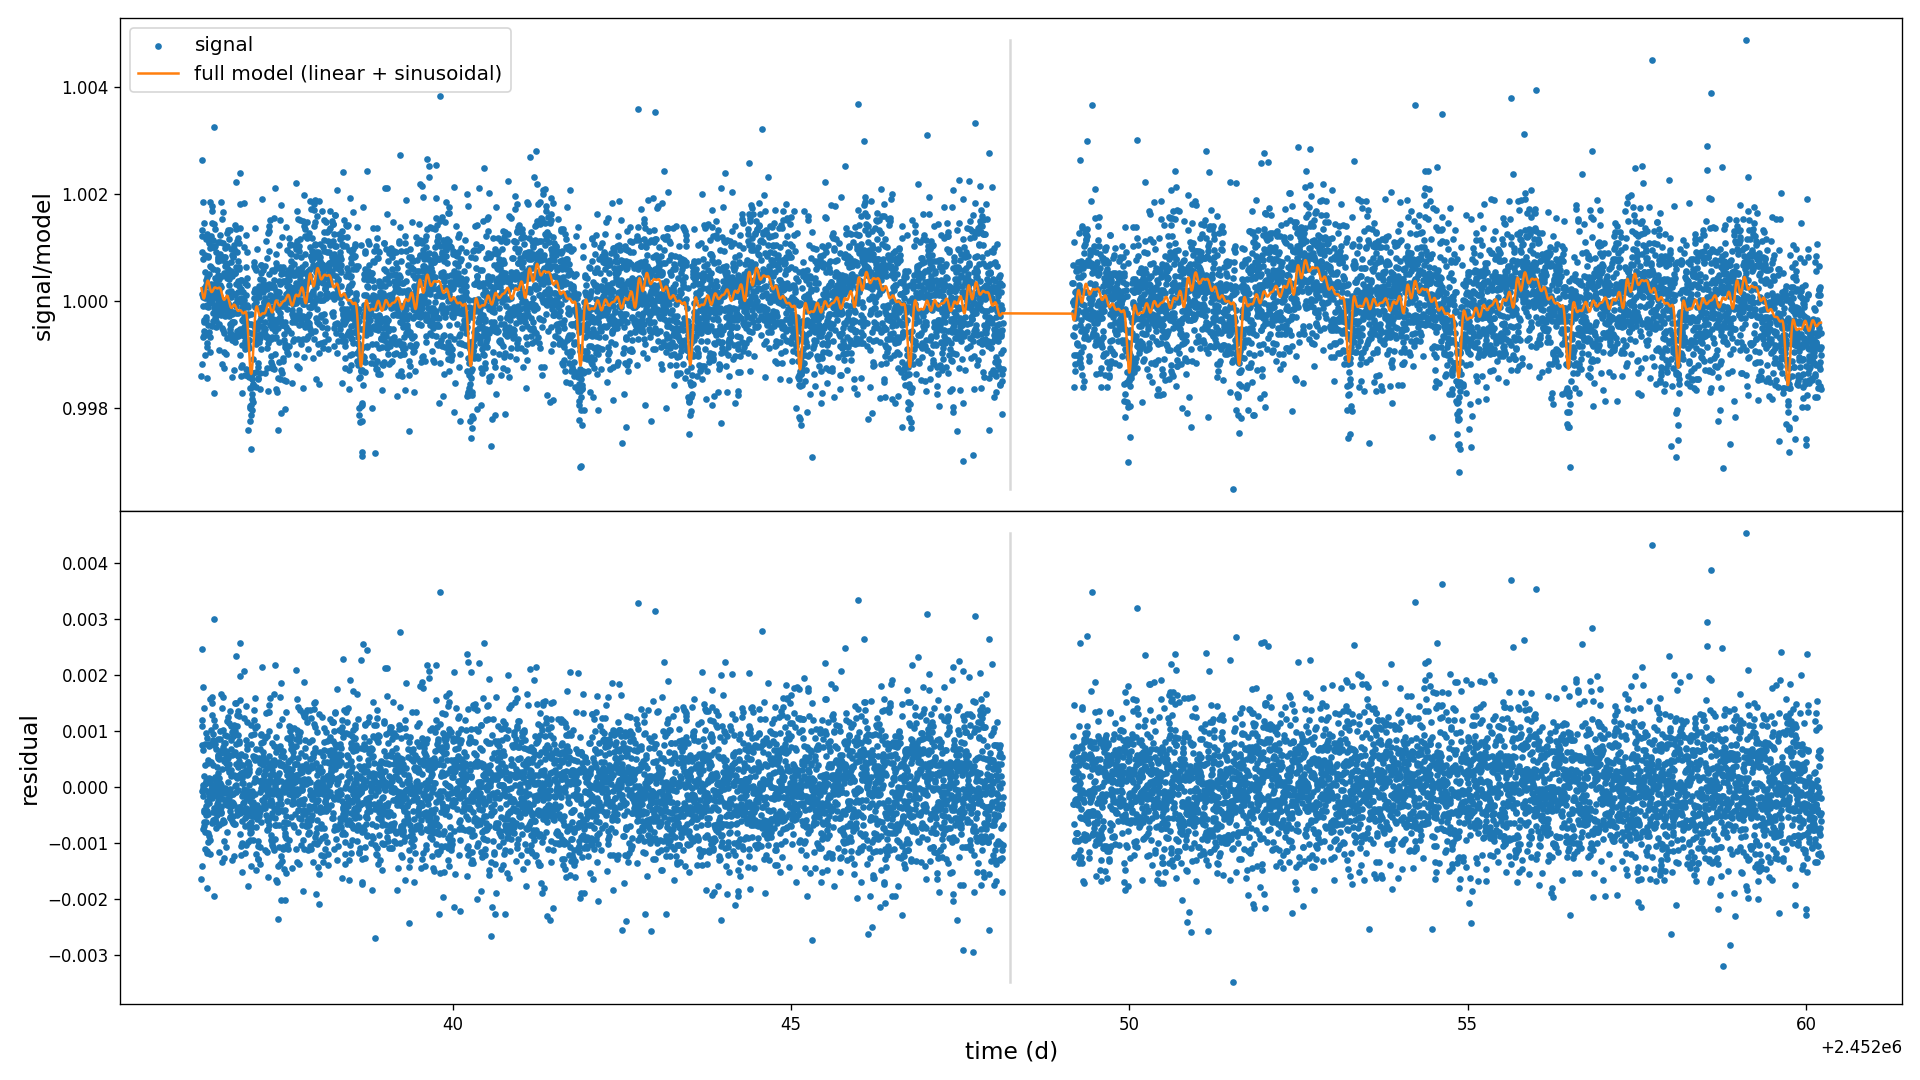 signal
full model (linear + sinusoidal)
signal/model
1.004
1.002
1.000
0.998
residual
0.004
0.003
0.002
0.001
0.000
−0.001
−0.002
−0.003
40
45
50
55
60
time (d)
+2.452e6